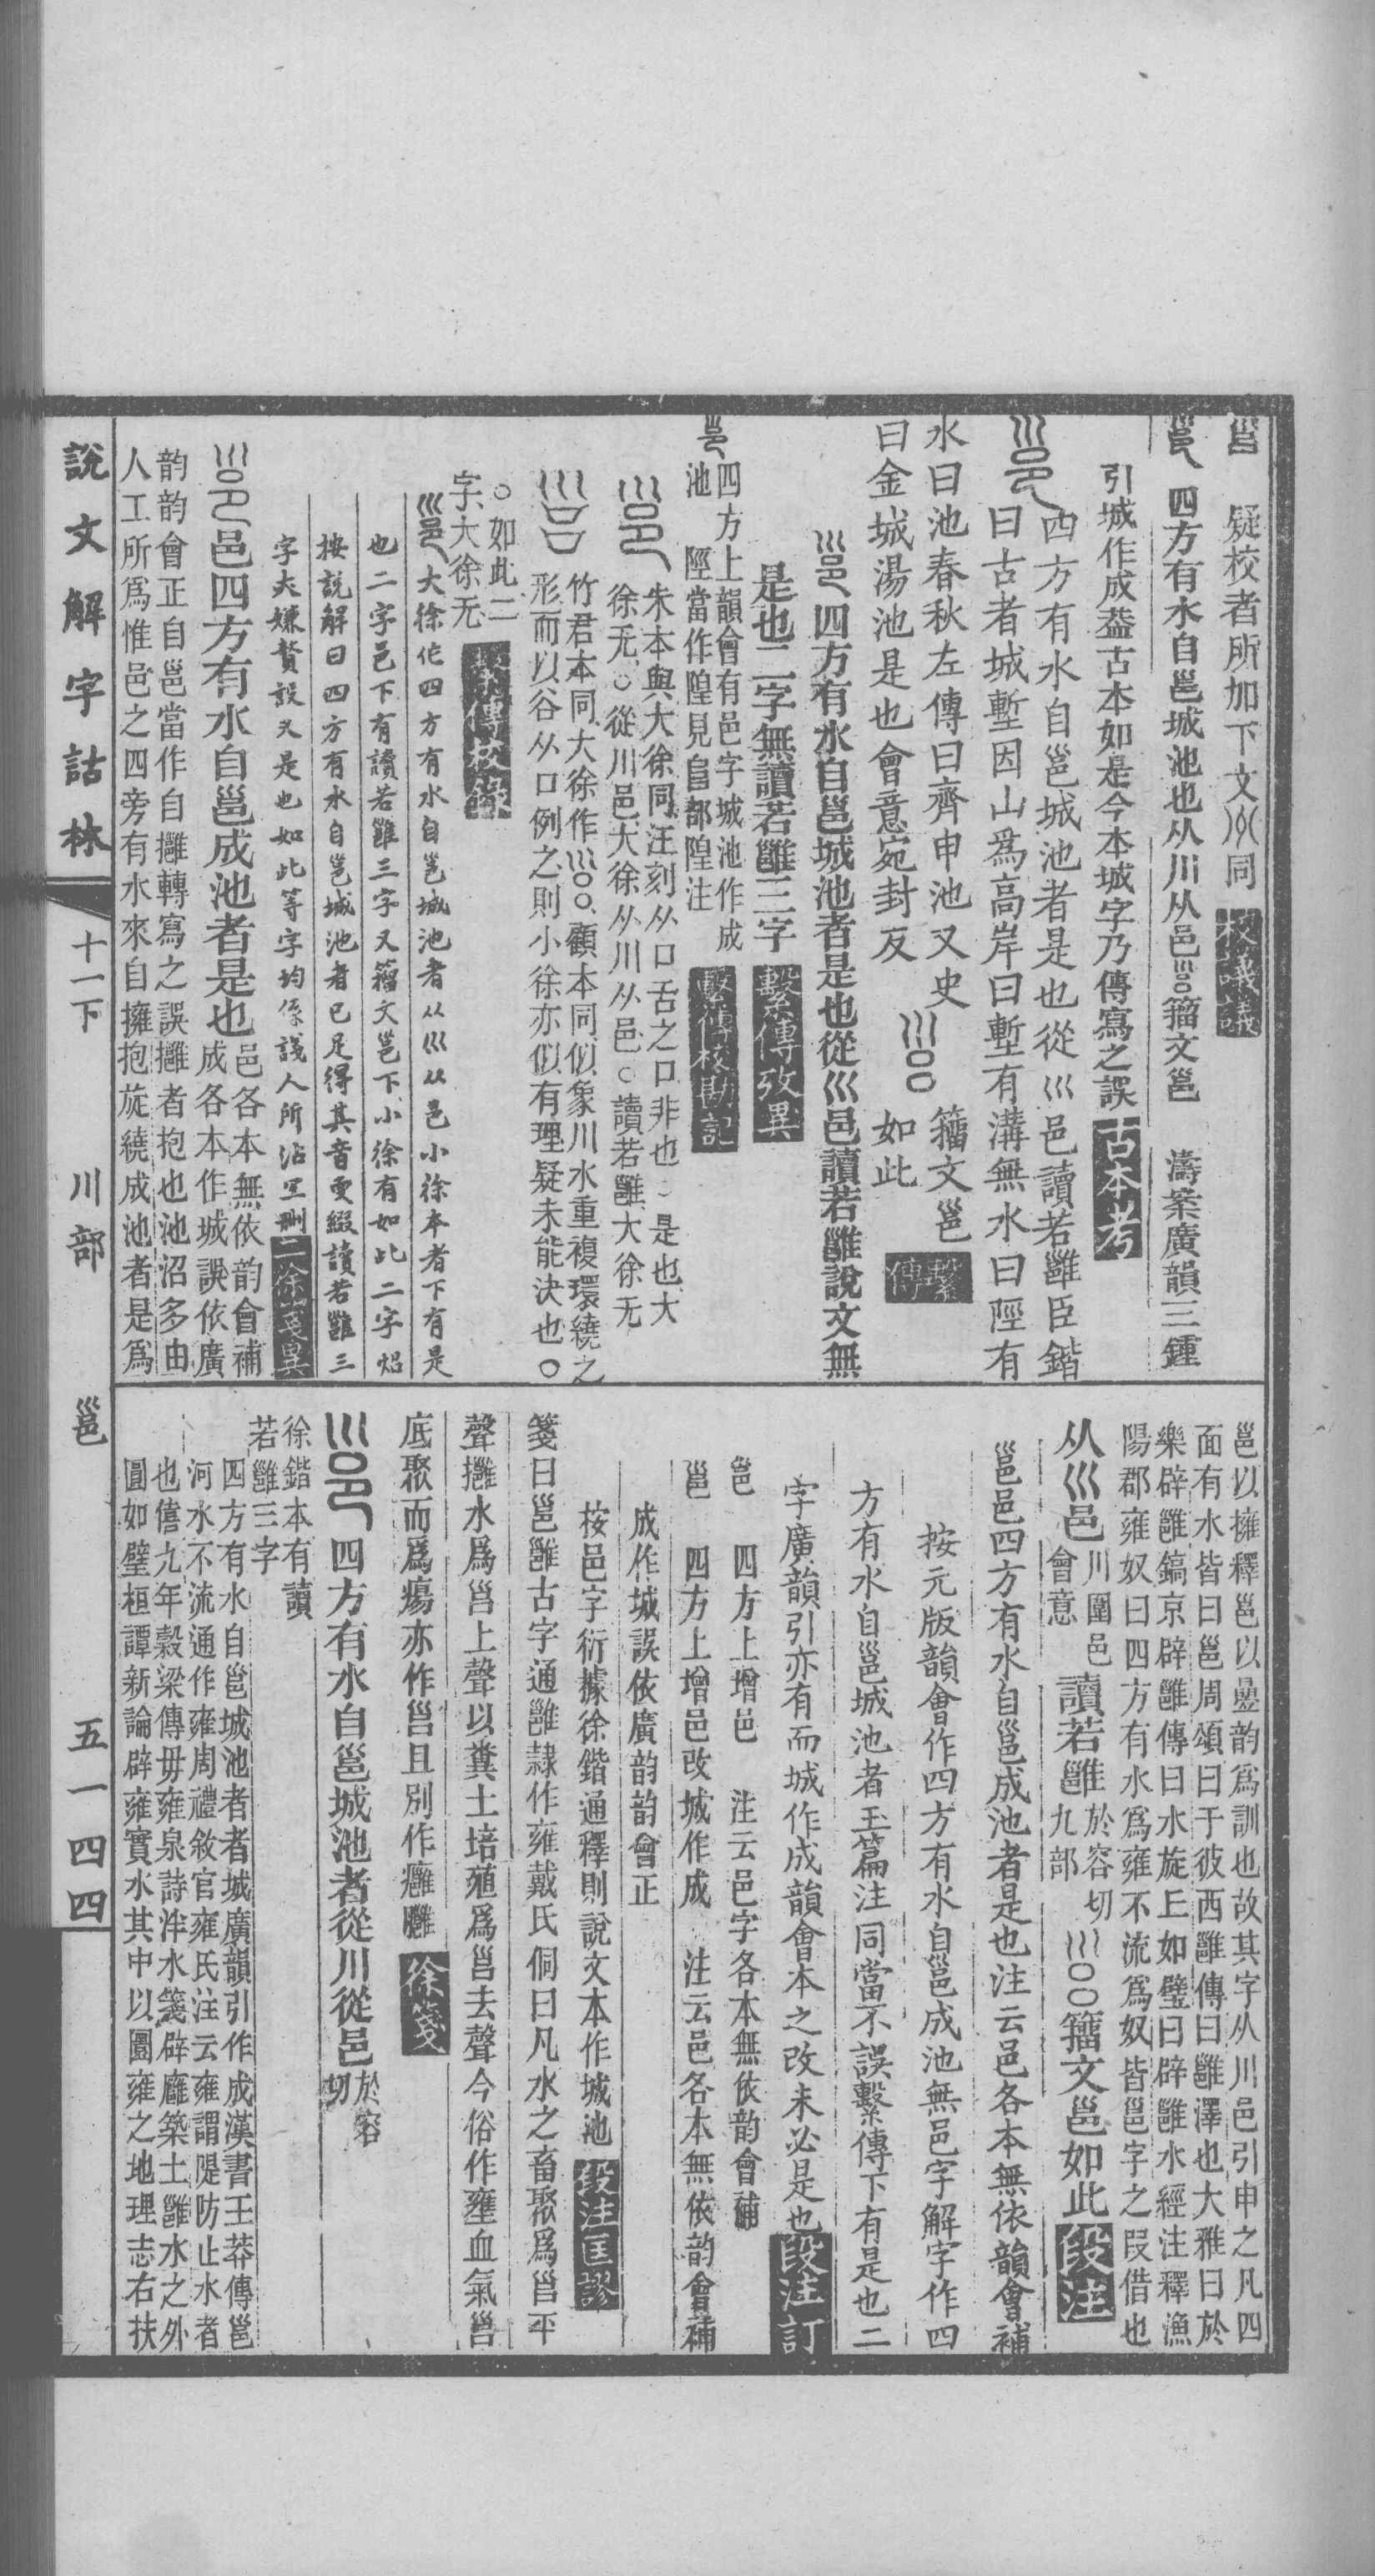 𡿧 疑校者所加下文同 校議議
邕 四方有水自邕城池也从川从邑 籀文邕 濤案廣韻三鍾
引城作成葢古本如是今本城字乃傳寫之誤 古本考
四方有水自邕城池者是也從巛邑讀若雝臣鍇
曰古者城塹因山爲高岸曰塹有溝無水曰陘有
水曰池春秋左傳曰齊申池又史
曰金城湯池是也會意宛封反
籀文邕
如此 繫傳
邕 四方有水自邕城池者是也從巛邑讀若雝說文無
是也二字無讀若雝三字 繫傳攷異
邕 四方上韻會有邑字城池作成
池 陘當作隍見𨸏部隍注 繫傳校勘記
邕 朱本與大徐同汪刻从口舌之口非也 是也大
徐无○從川邑大徐从川从邑○讀若雝大徐无
竹君本同大徐作巛○○顧本同似象川水重複環繞之
形而以谷从口例之則小徐亦似有理疑未能決也○
○如此二
字大徐无 繫傳校錄
邕 大徐作四方有水自邕城池者从巛从邑小徐本者下有是
也二字邑下有讀若雝三字又籀文邕下小徐有如此二字炤
按說解曰四方有水自邕城池者已足得其音更綴讀若雝三
字夫嫌贅設又是也如此等字均係淺人所沾宜刪 二徐箋異
邕 邑四方有水自邕成池者是也 邑各本無依韵會補
成各本作城誤依廣
韵韵會正自邕當作自攡轉寫之誤攡者抱也池沼多由
人工所爲惟邑之四旁有水來自擁抱旋繞成池者是爲
邕以擁釋邕以曡韵爲訓也故其字从川邑引申之凡四
面有水皆曰邕周頌曰于彼西雝傳曰雝澤也大雅曰於
樂辟雝鎬京辟雝傳曰水旋丘如璧曰辟雝水經注釋漁
陽郡雍奴曰四方有水爲雍不流爲奴皆邕字之叚借也
从巛邑 川圍邑
會意 讀若雝 於容切
九部 籀文邕如此 段注
邕邑四方有水自邕成池者是也注云邑各本無依韻會補
按元版韻會作四方有水自邕成池無邑字解字作四
方有水自邕城池者玉篇注同當不誤繫傳下有是也二
字廣韻引亦有而城作成韻會本之改未必是也 段注訂
邕 四方上增邑 注云邑字各本無依韵會補
邕 四方上增邑改城作成 注云邑各本無依韵會補
成作城誤依廣韵韵會正
按邑字衍據徐鍇通釋則說文本作城池 段注匡謬
箋曰邕雝古字通雝隷作雍戴氏侗曰凡水之畜聚爲邕平
聲攡水爲邕上聲以糞土培殖爲邕去聲今俗作壅血氣邕
底聚而爲瘍亦作邕且別作癰臃 徐箋
邕 四方有水自邕城池者從川從邑 於容
切
徐鍇本有讀
若雝三字
四方有水自邕城池者者城廣韻引作成漢書王莽傳邕
河水不流通作雍周禮敘官雍氏注云雍謂隄防止水者
也僖九年穀梁傳毋雍泉詩泮水箋辟廱築土雝水之外
圓如璧桓譚新論辟雍實水其中以圜雍之地理志右扶
說文解字詁林 十一下 川部 邕 五一四四